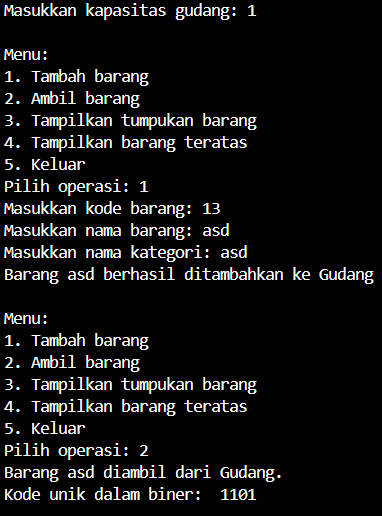 Masukkan kapasitas gudang: 1
Menu:
1. Tambah barang
2. Ambil barang
3. Tampilkan tumpukan barang
4. Tampilkan barang teratas
5. Keluar
Pilih operasi: 1
Masukkan kode barang: 13
Masukkan nama barang: asd
Masukkan nama kategori: asd
Barang asd berhasil ditambahkan ke Gudang
Menu:
1. Tambah barang
2. Ambil barang
3. Tampilkan tumpukan barang
4. Tampilkan barang teratas
5. Keluar
Pilih operasi: 2
Barang asd diambil dari Gudang.
Kode unik dalam biner:  1101